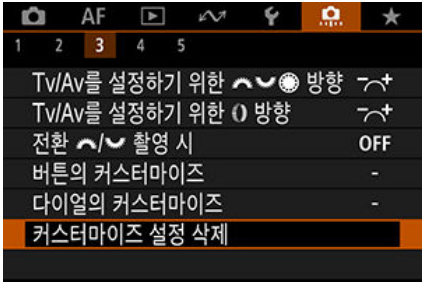 AF
1 2 3 4 5
Tv/Av를 설정하기 위한 방향 -+
Tv/Av를 설정하기 위한 방향 -+
전환 / 촬영 시 OFF
버튼의 커스터마이즈 -
다이얼의 커스터마이즈 -
커스터마이즈 설정 삭제